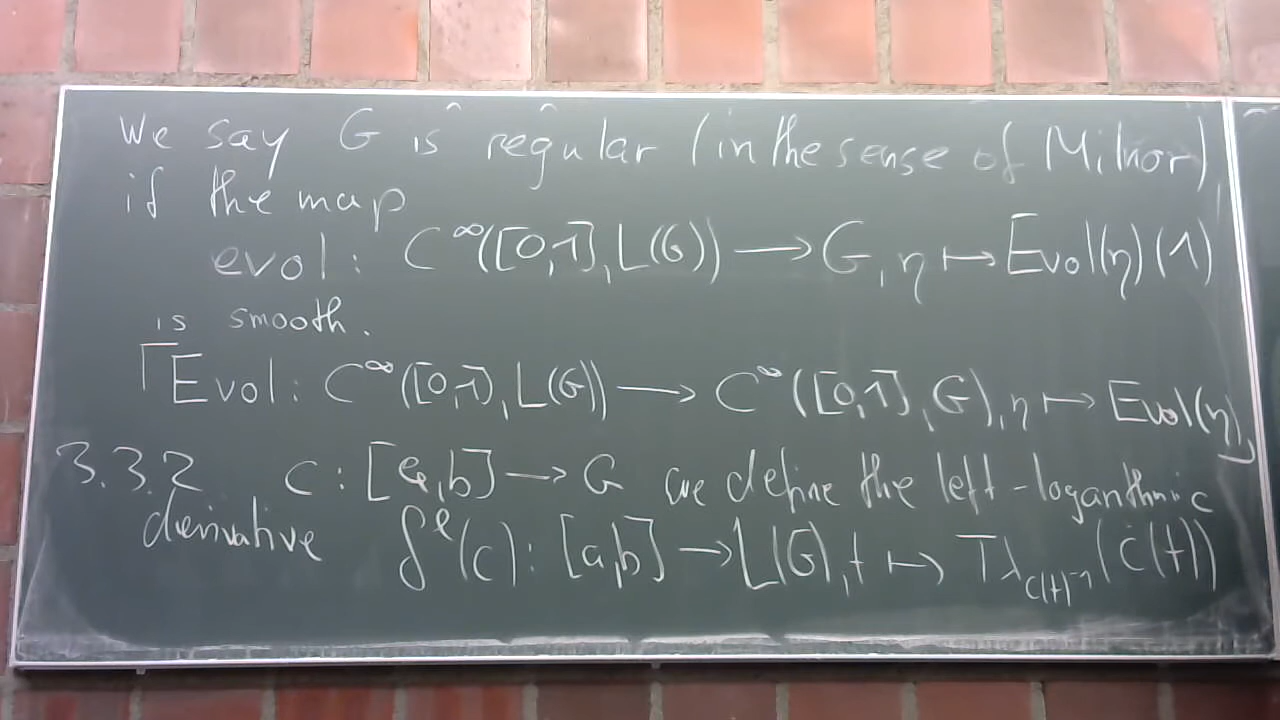 We say G is regular (in the sense of Milnor),
if the map
evol: C^∞([0,1],L(G)) → G, η ↦ Evol(η)(1)
is smooth.
⌈Evol: C^∞([0,1],L(G)) → C^∞([0,1],G), η ↦ Evol(η)⌋
3.3.2 c: [a,b] → G we define the left-logarithmic
derivative δ^ℓ(c): [a,b] → L(G), t ↦ Tλ_{c(t)^{-1}}(ċ(t))